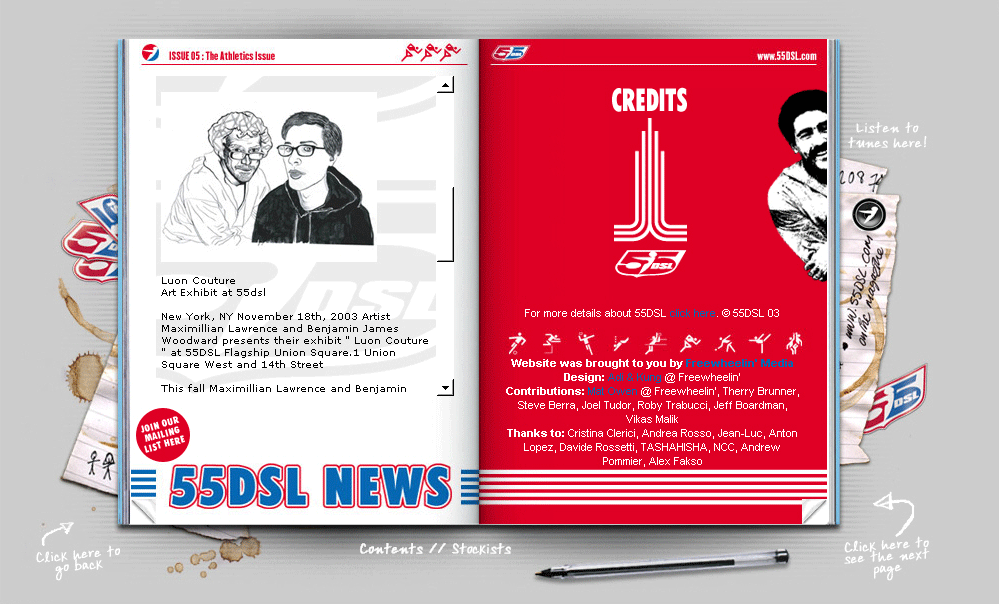 ISSUE 05 : The Athletics Issue
www.55DSL.com
CREDITS
55
DSL
Luon Couture
Art Exhibit at 55dsl
New York, NY November 18th, 2003 Artist
Maximillian Lawrence and Benjamin James
Woodward presents their exhibit " Luon Couture
" at 55DSL Flagship Union Square.1 Union
Square West and 14th Street
This fall Maximillian Lawrence and Benjamin
JOIN OUR
MAILING
LIST HERE
55DSL NEWS
For more details about 55DSL click here. © 55DSL 03
Website was brought to you by Freewheelin' Media
Design: @ Freewheelin'
Contributions: @ Freewheelin', Therry Brunner,
Steve Berra, Joel Tudor, Roby Trabucci, Jeff Boardman,
Vikas Malik
Thanks to: Cristina Clerici, Andrea Rosso, Jean-Luc, Anton
Lopez, Davide Rossetti, TASHAHISHA, NCC, Andrew
Pommier, Alex Fakso
Listen to
tunes here!
www.55DSL.com
Click here to
go back
Contents // Stockists
Click here to
see the next
page